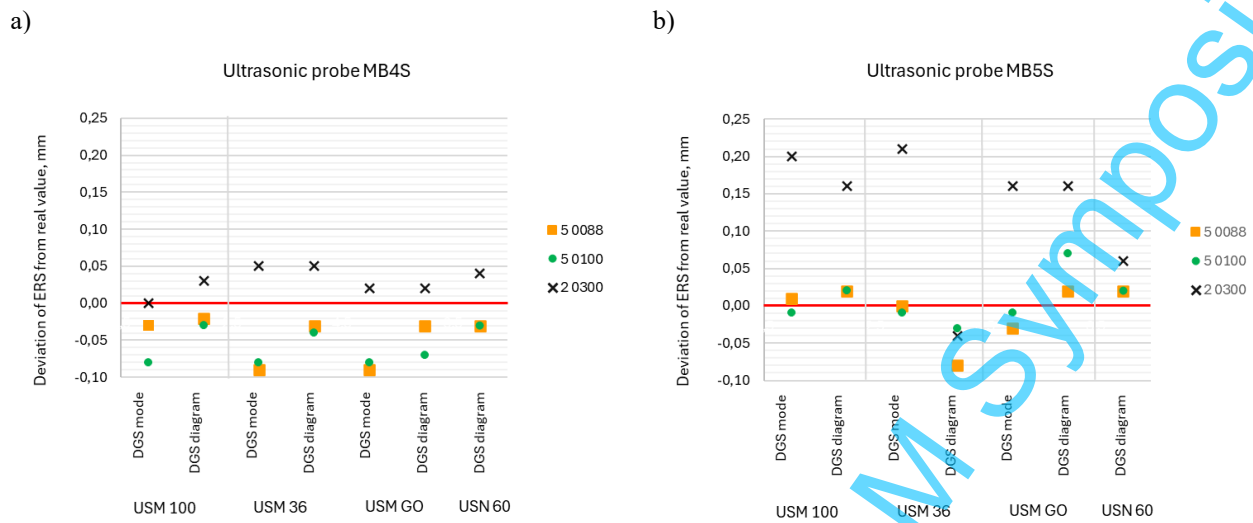 a)
Ultrasonic probe MB4S
Deviation of ERS from real value, mm
0,25
0,20
0,15
0,10
0,05
0,00
-0,05
-0,10
DGS mode
DGS diagram
DGS mode
DGS diagram
DGS mode
DGS diagram
DGS diagram
USM 100
USM 36
USM GO
USN 60
5 0088
5 0100
2 0300
b)
Ultrasonic probe MB5S
Deviation of ERS from real value, mm
0,25
0,20
0,15
0,10
0,05
0,00
-0,05
-0,10
DGS mode
DGS diagram
DGS mode
DGS diagram
DGS mode
DGS diagram
DGS diagram
USM 100
USM 36
USM GO
USN 60
5 0088
5 0100
2 0300
M Symposi